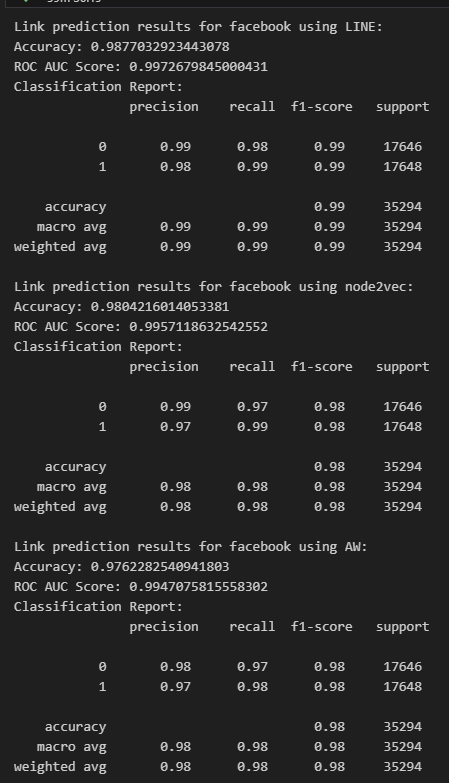 Link prediction results for facebook using LINE:
Accuracy: 0.9877032923443078
ROC AUC Score: 0.9972679845000431
Classification Report:
precision recall f1-score support
0 0.99 0.98 0.99 17646
1 0.98 0.99 0.99 17648
accuracy 0.99 35294
macro avg 0.99 0.99 0.99 35294
weighted avg 0.99 0.99 0.99 35294
Link prediction results for facebook using node2vec:
Accuracy: 0.9804216014053381
ROC AUC Score: 0.9957118632542552
Classification Report:
precision recall f1-score support
0 0.99 0.97 0.98 17646
1 0.97 0.99 0.98 17648
accuracy 0.98 35294
macro avg 0.98 0.98 0.98 35294
weighted avg 0.98 0.98 0.98 35294
Link prediction results for facebook using AW:
Accuracy: 0.9762282540941803
ROC AUC Score: 0.9947075815558302
Classification Report:
precision recall f1-score support
0 0.98 0.97 0.98 17646
1 0.97 0.98 0.98 17648
accuracy 0.98 35294
macro avg 0.98 0.98 0.98 35294
weighted avg 0.98 0.98 0.98 35294